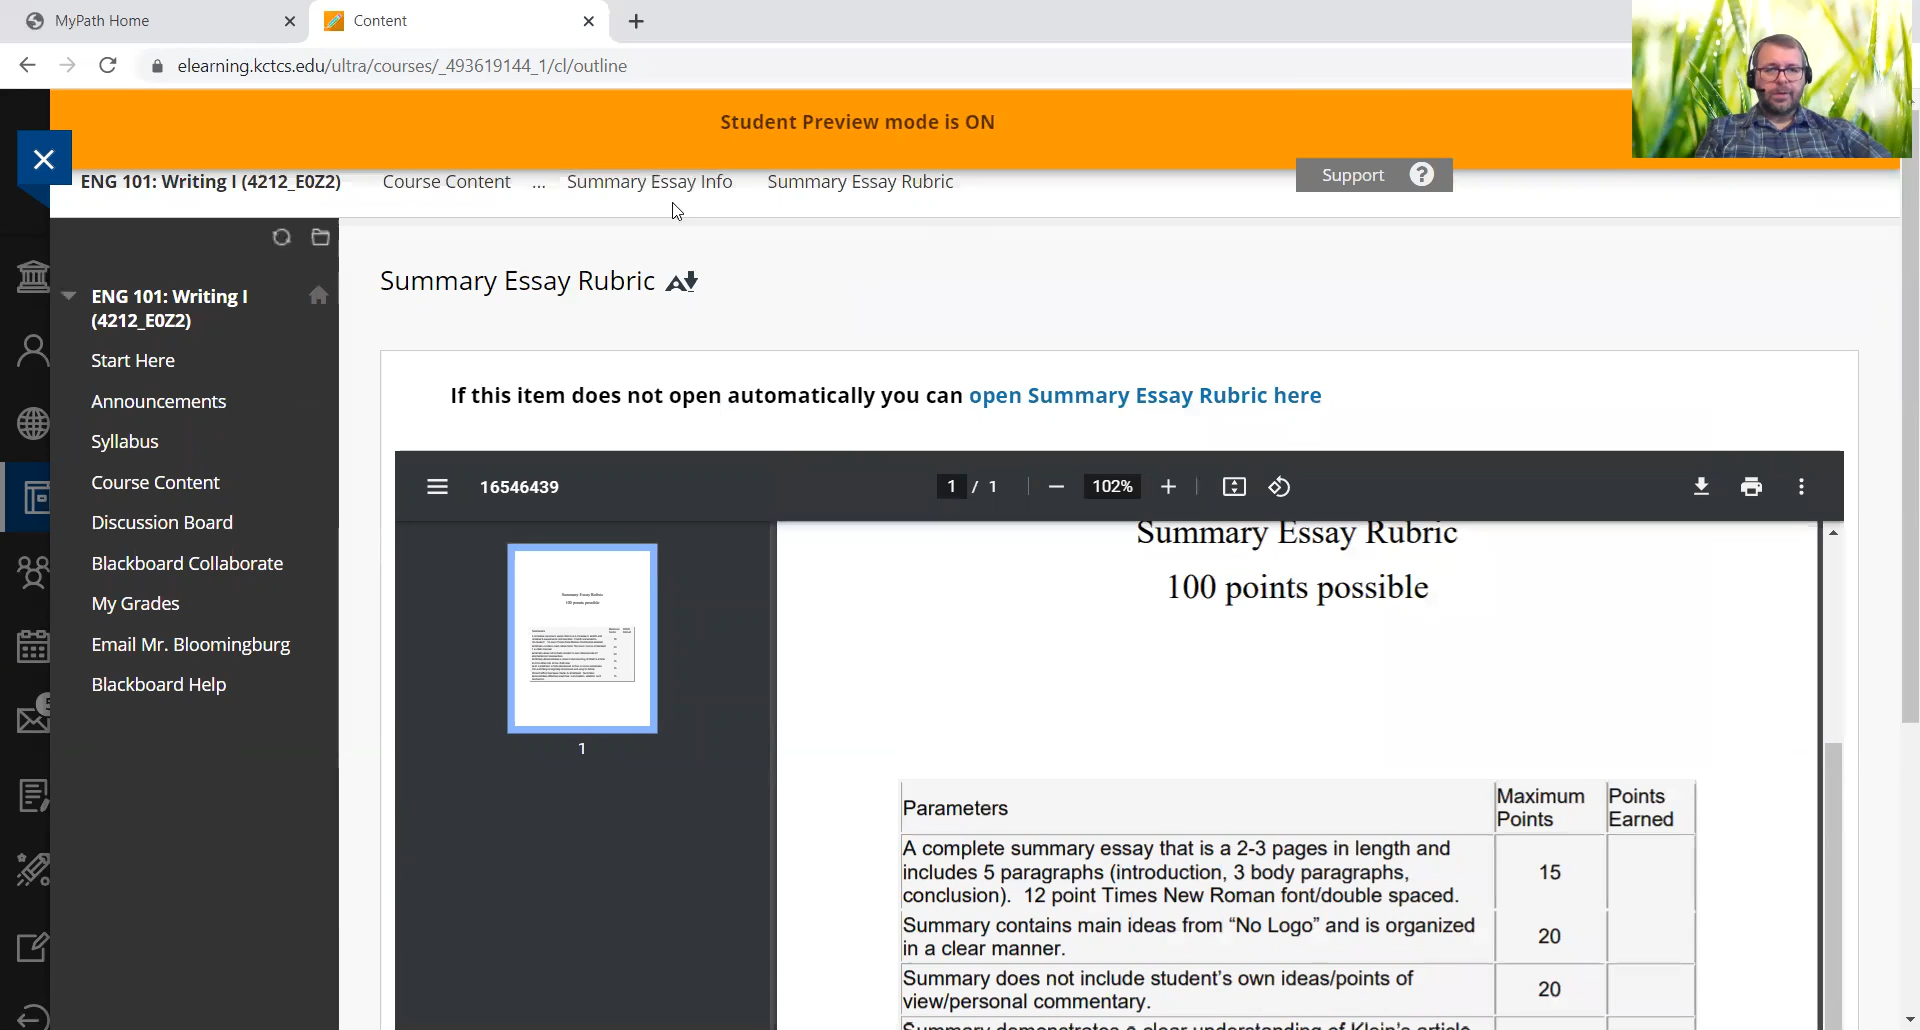 MyPath Home
Content
elearning.kctcs.edu/ultra/courses/_493619144_1/cl/outline
Student Preview mode is ON
ENG 101: Writing I (4212_E0Z2)
Course Content
...
Summary Essay Info
Summary Essay Rubric
Support
?
ENG 101: Writing I
(4212_E0Z2)
Start Here
Announcements
Syllabus
Course Content
Discussion Board
Blackboard Collaborate
My Grades
Email Mr. Bloomingburg
Blackboard Help
Summary Essay Rubric
If this item does not open automatically you can open Summary Essay Rubric here
16546439
1 / 1
102%
1
Summary Essay Rubric
100 points possible
Parameters
Maximum
Points
Points
Earned
A complete summary essay that is a 2-3 pages in length and
includes 5 paragraphs (introduction, 3 body paragraphs,
conclusion). 12 point Times New Roman font/double spaced.
15
Summary contains main ideas from “No Logo” and is organized
in a clear manner.
20
Summary does not include student’s own ideas/points of
view/personal commentary.
20
Summary demonstrates a clear understanding of Klein’s article